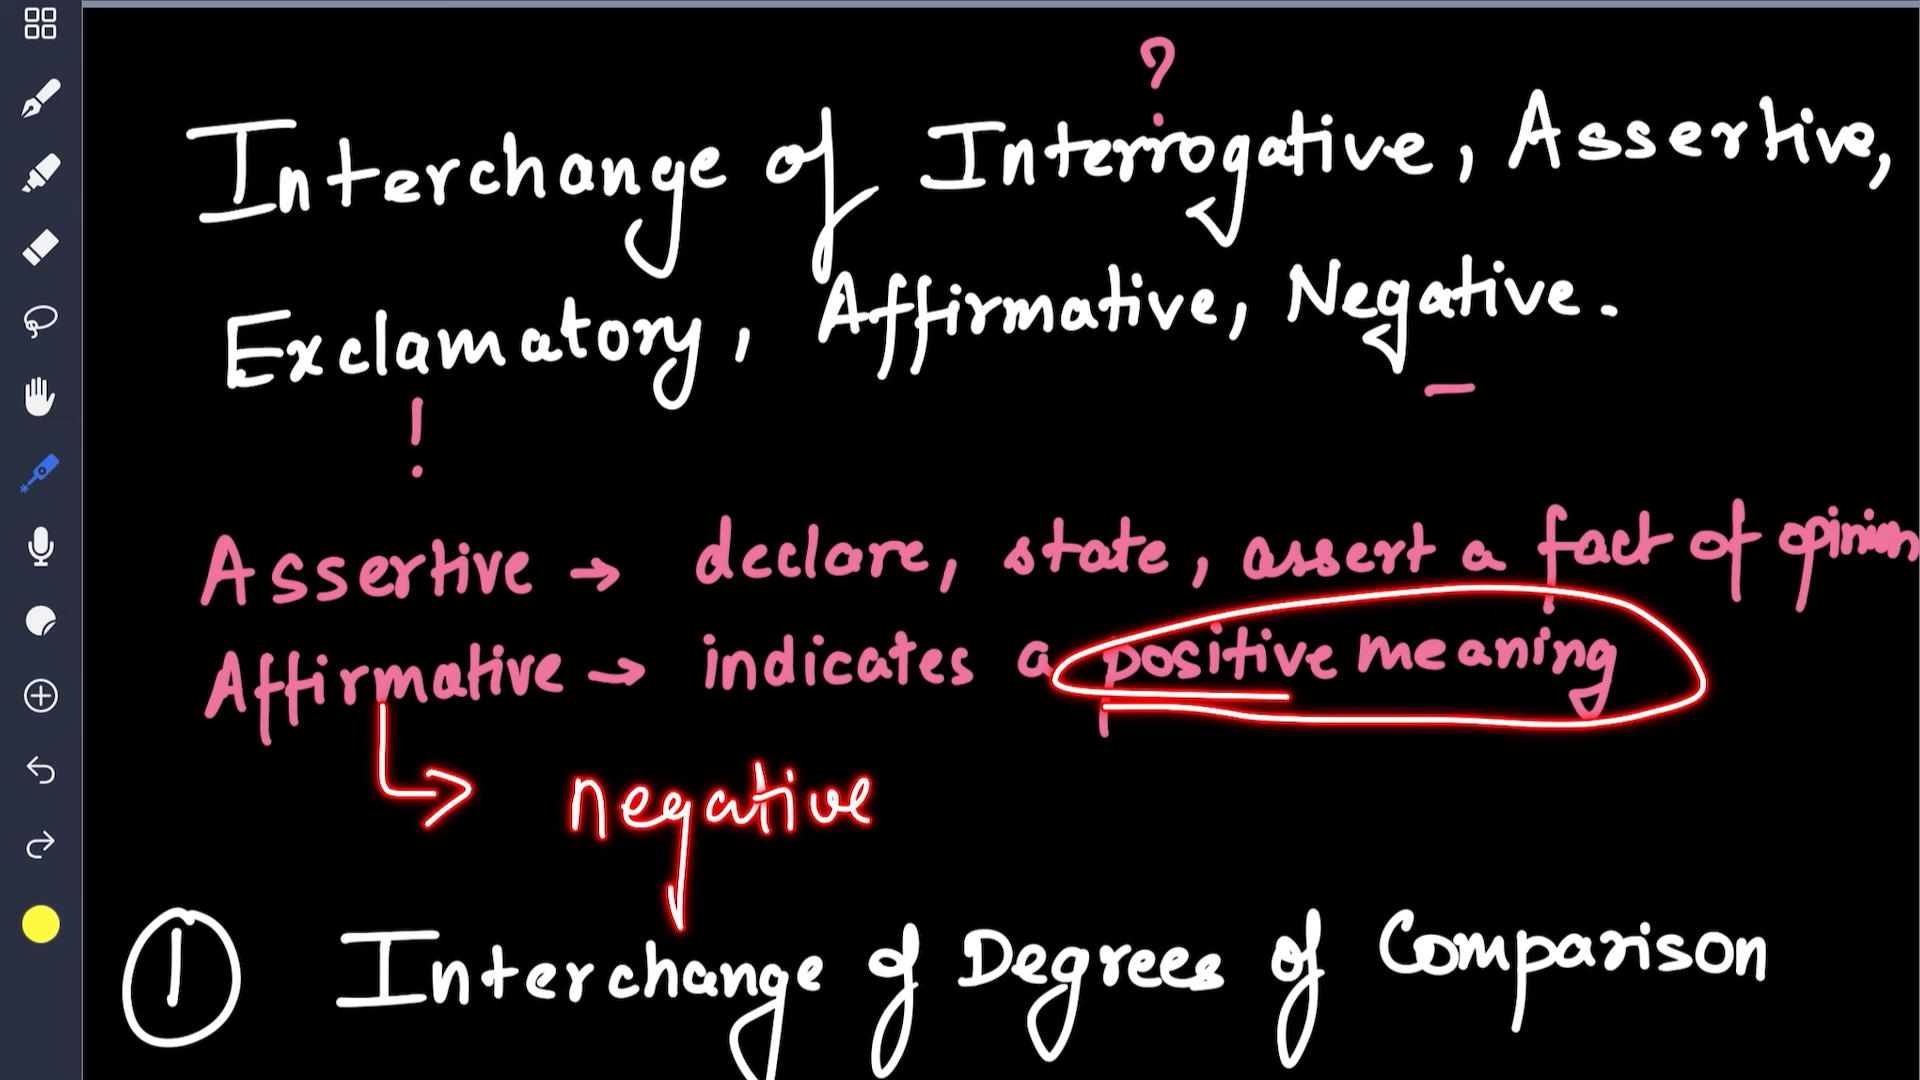 ?
Interchange of Interrogative, Assertive,
Exclamatory, Affirmative, Negative.
!
Assertive → declare, state, assert a fact of opinion
Affirmative → indicates a positive meaning
↳ negative
① Interchange of Degrees of Comparison